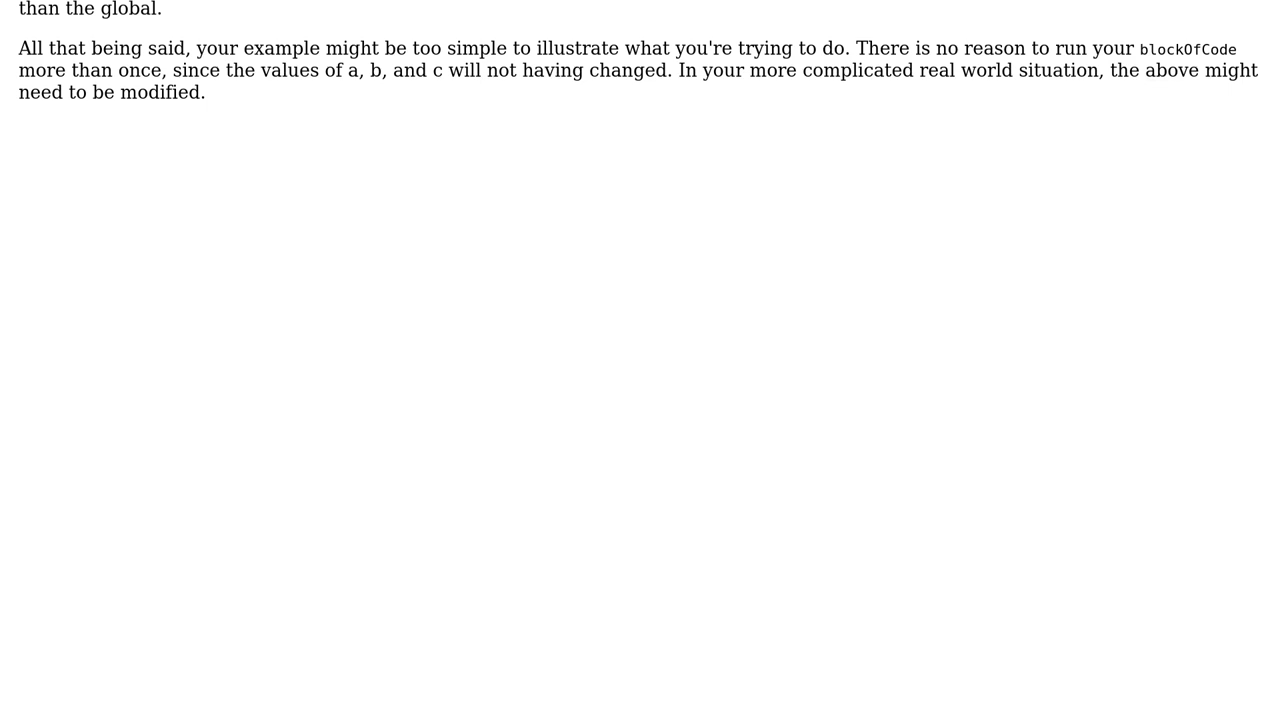 than the global.
All that being said, your example might be too simple to illustrate what you're trying to do. There is no reason to run your blockOfCode
more than once, since the values of a, b, and c will not having changed. In your more complicated real world situation, the above might
need to be modified.